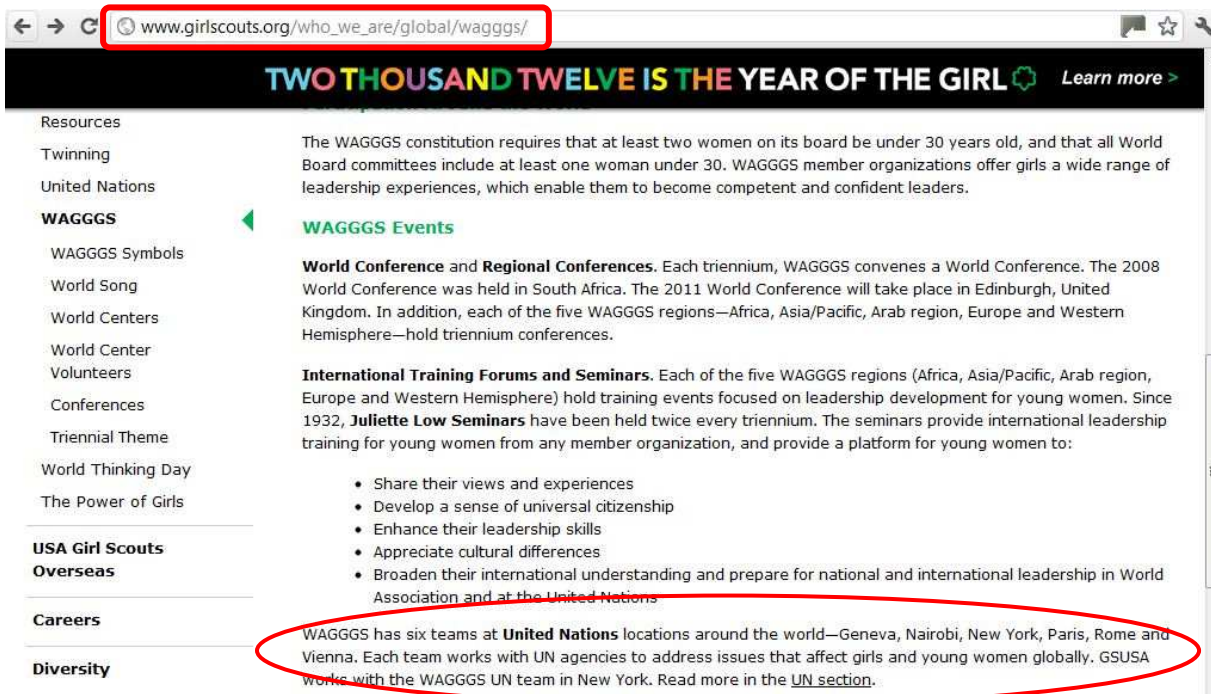 www.girlscouts.org/who_we_are/global/wagggs/
TWO THOUSAND TWELVE IS THE YEAR OF THE GIRL Learn more >
Resources
Twinning
United Nations
WAGGGS
WAGGGS Symbols
World Song
World Centers
World Center
Volunteers
Conferences
Triennial Theme
World Thinking Day
The Power of Girls
USA Girl Scouts
Overseas
Careers
Diversity
The WAGGGS constitution requires that at least two women on its board be under 30 years old, and that all World
Board committees include at least one woman under 30. WAGGGS member organizations offer girls a wide range of
leadership experiences, which enable them to become competent and confident leaders.
WAGGGS Events
World Conference and Regional Conferences. Each triennium, WAGGGS convenes a World Conference. The 2008
World Conference was held in South Africa. The 2011 World Conference will take place in Edinburgh, United
Kingdom. In addition, each of the five WAGGGS regions—Africa, Asia/Pacific, Arab region, Europe and Western
Hemisphere—hold triennium conferences.
International Training Forums and Seminars. Each of the five WAGGGS regions (Africa, Asia/Pacific, Arab region,
Europe and Western Hemisphere) hold training events focused on leadership development for young women. Since
1932, Juliette Low Seminars have been held twice every triennium. The seminars provide international leadership
training for young women from any member organization, and provide a platform for young women to:
• Share their views and experiences
• Develop a sense of universal citizenship
• Enhance their leadership skills
• Appreciate cultural differences
• Broaden their international understanding and prepare for national and international leadership in World
Association and at the United Nations
WAGGGS has six teams at United Nations locations around the world—Geneva, Nairobi, New York, Paris, Rome and
Vienna. Each team works with UN agencies to address issues that affect girls and young women globally. GSUSA
works with the WAGGGS UN team in New York. Read more in the UN section.